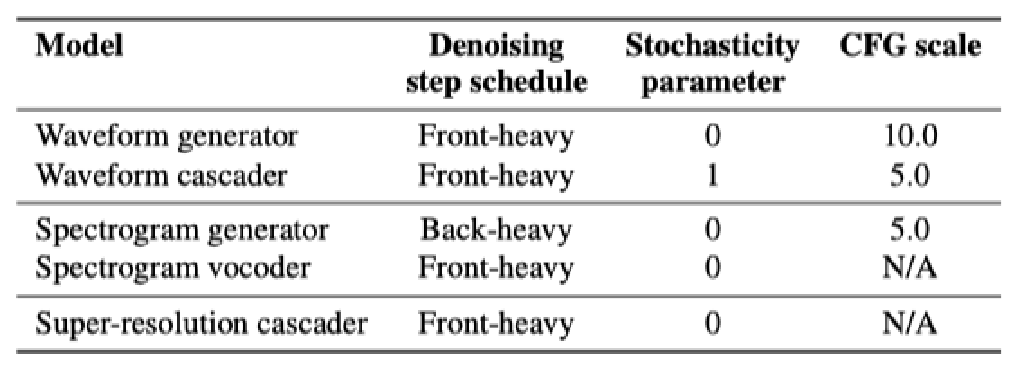 Model Denoising step schedule Stochasticity parameter CFG scale
Waveform generator Front-heavy 0 10.0
Waveform cascader Front-heavy 1 5.0
Spectrogram generator Back-heavy 0 5.0
Spectrogram vocoder Front-heavy 0 N/A
Super-resolution cascader Front-heavy 0 N/A